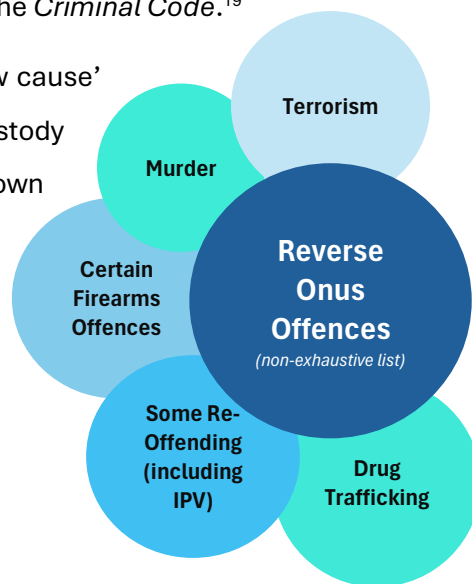 he Criminal Code.19
w cause'
stody
own
Terrorism
Murder
Reverse
Onus
Offences
(non-exhaustive list)
Certain
Firearms
Offences
Some Re-
Offending
(including
IPV)
Drug
Trafficking